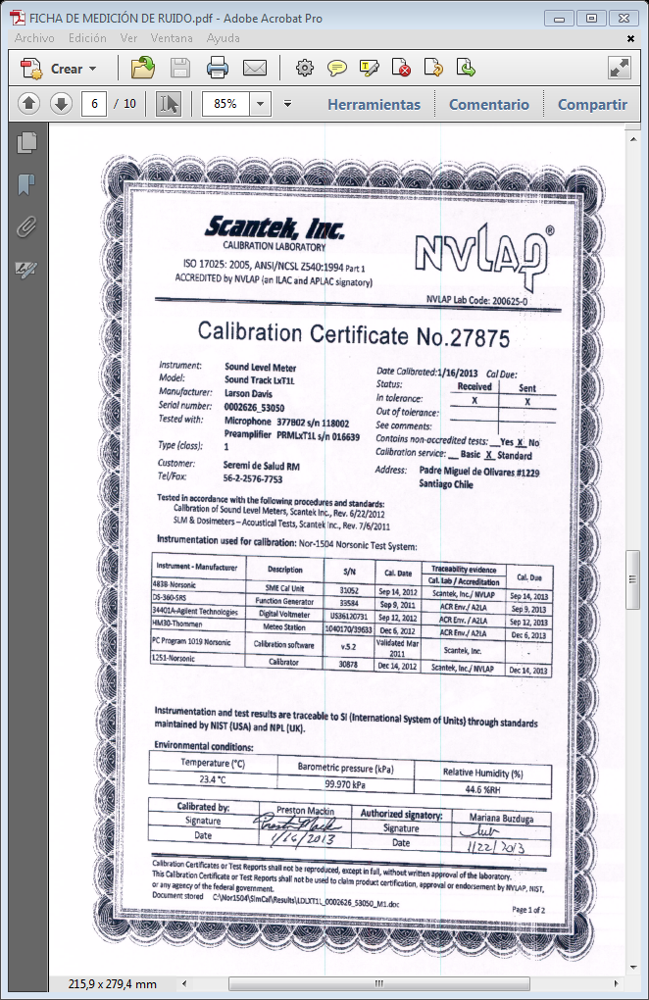 FICHA DE MEDICIÓN DE RUIDO.pdf - Adobe Acrobat Pro
Archivo Edición Ver Ventana Ayuda
Crear
6 / 10 85% Herramientas Comentario Compartir
Scantek, Inc.
CALIBRATION LABORATORY
ISO 17025: 2005, ANSI/NCSL Z540:1994 Part 1
ACCREDITED by NVLAP (an ILAC and APLAC signatory)
NVLAP®
NVLAP Lab Code: 200625-0
Calibration Certificate No.27875
Instrument: Sound Level Meter
Model: Sound Track LxT1L
Manufacturer: Larson Davis
Serial number: 0002626_53050
Tested with: Microphone 377B02 s/n 118002
Preamplifier PRMLxT1L s/n 016639
Type (class): 1
Customer: Seremi de Salud RM
Tel/Fax: 56-2-2576-7753
Date Calibrated:1/16/2013 Cal Due:
Status: Received Sent
In tolerance: X X
Out of tolerance:
See comments:
Contains non-accredited tests: __Yes X No
Calibration service: __ Basic X Standard
Address: Padre Miguel de Olivares #1229
Santiago Chile
Tested in accordance with the following procedures and standards:
Calibration of Sound Level Meters, Scantek Inc., Rev. 6/22/2012
SLM & Dosimeters – Acoustical Tests, Scantek Inc., Rev. 7/6/2011
Instrumentation used for calibration: Nor-1504 Norsonic Test System:
Instrument - Manufacturer Description S/N Cal. Date Traceability evidence Cal. Due
Cal. Lab / Accreditation
483B-Norsonic SME Cal Unit 31052 Sep 14, 2012 Scantek, Inc./ NVLAP Sep 14, 2013
DS-360-SRS Function Generator 33584 Sep 9, 2011 ACR Env./ A2LA Sep 9, 2013
34401A-Agilent Technologies Digital Voltmeter US36120731 Sep 12, 2012 ACR Env. / A2LA Sep 12, 2013
HM30-Thommen Meteo Station 1040170/39633 Dec 6, 2012 ACR Env./ A2LA Dec 6, 2013
PC Program 1019 Norsonic Calibration software v.5.2 Validated Mar 2011 Scantek, Inc. -
1251-Norsonic Calibrator 30878 Dec 14, 2012 Scantek, Inc./ NVLAP Dec 14, 2013
Instrumentation and test results are traceable to SI (International System of Units) through standards
maintained by NIST (USA) and NPL (UK).
Environmental conditions:
Temperature (°C) Barometric pressure (kPa) Relative Humidity (%)
23.4 °C 99.970 kPa 44.6 %RH
Calibrated by: Preston Mackin Authorized signatory: Mariana Buzduga
Signature Signature
Date 1/16/2013 Date 1/22/2013
Calibration Certificates or Test Reports shall not be reproduced, except in full, without written approval of the laboratory.
This Calibration Certificate or Test Reports shall not be used to claim product certification, approval or endorsement by NVLAP, NIST,
or any agency of the federal government.
Document stored C:\Nor1504\SlmCal\Results\LDLXT1L_0002626_53050_M1.doc
Page 1 of 2
215,9 x 279,4 mm